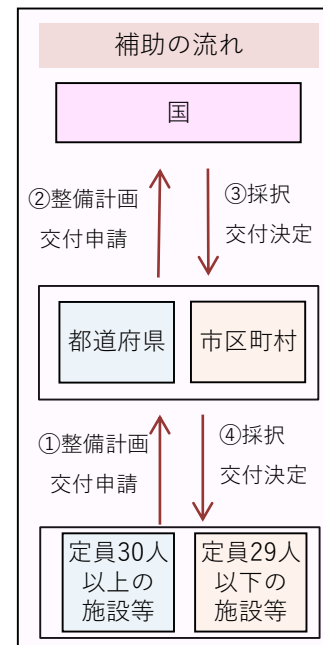 補助の流れ
国
②整備計画
交付申請
③採択
交付決定
都道府県
市区町村
①整備計画
交付申請
④採択
交付決定
定員30人
以上の
施設等
定員29人
以下の
施設等